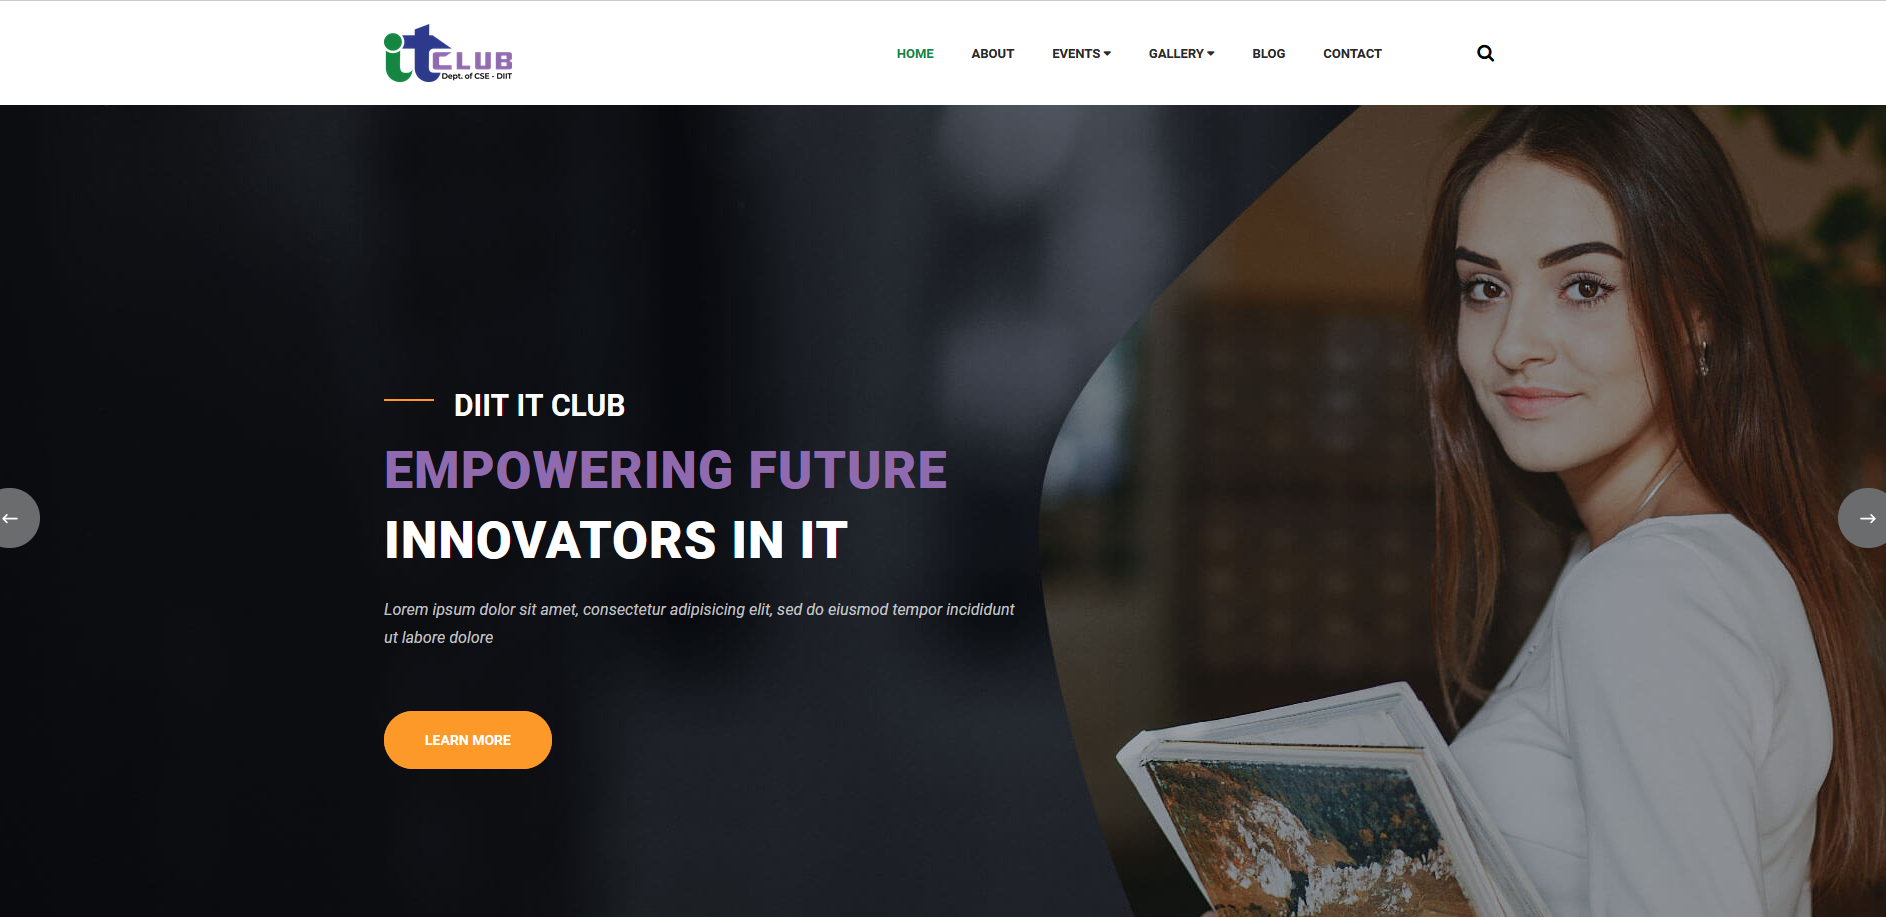 it CLUB
Dept. of CSE - DIIT
HOME ABOUT EVENTS GALLERY BLOG CONTACT
DIIT IT CLUB
EMPOWERING FUTURE
INNOVATORS IN IT
Lorem ipsum dolor sit amet, consectetur adipisicing elit, sed do eiusmod tempor incididunt
ut labore dolore
LEARN MORE